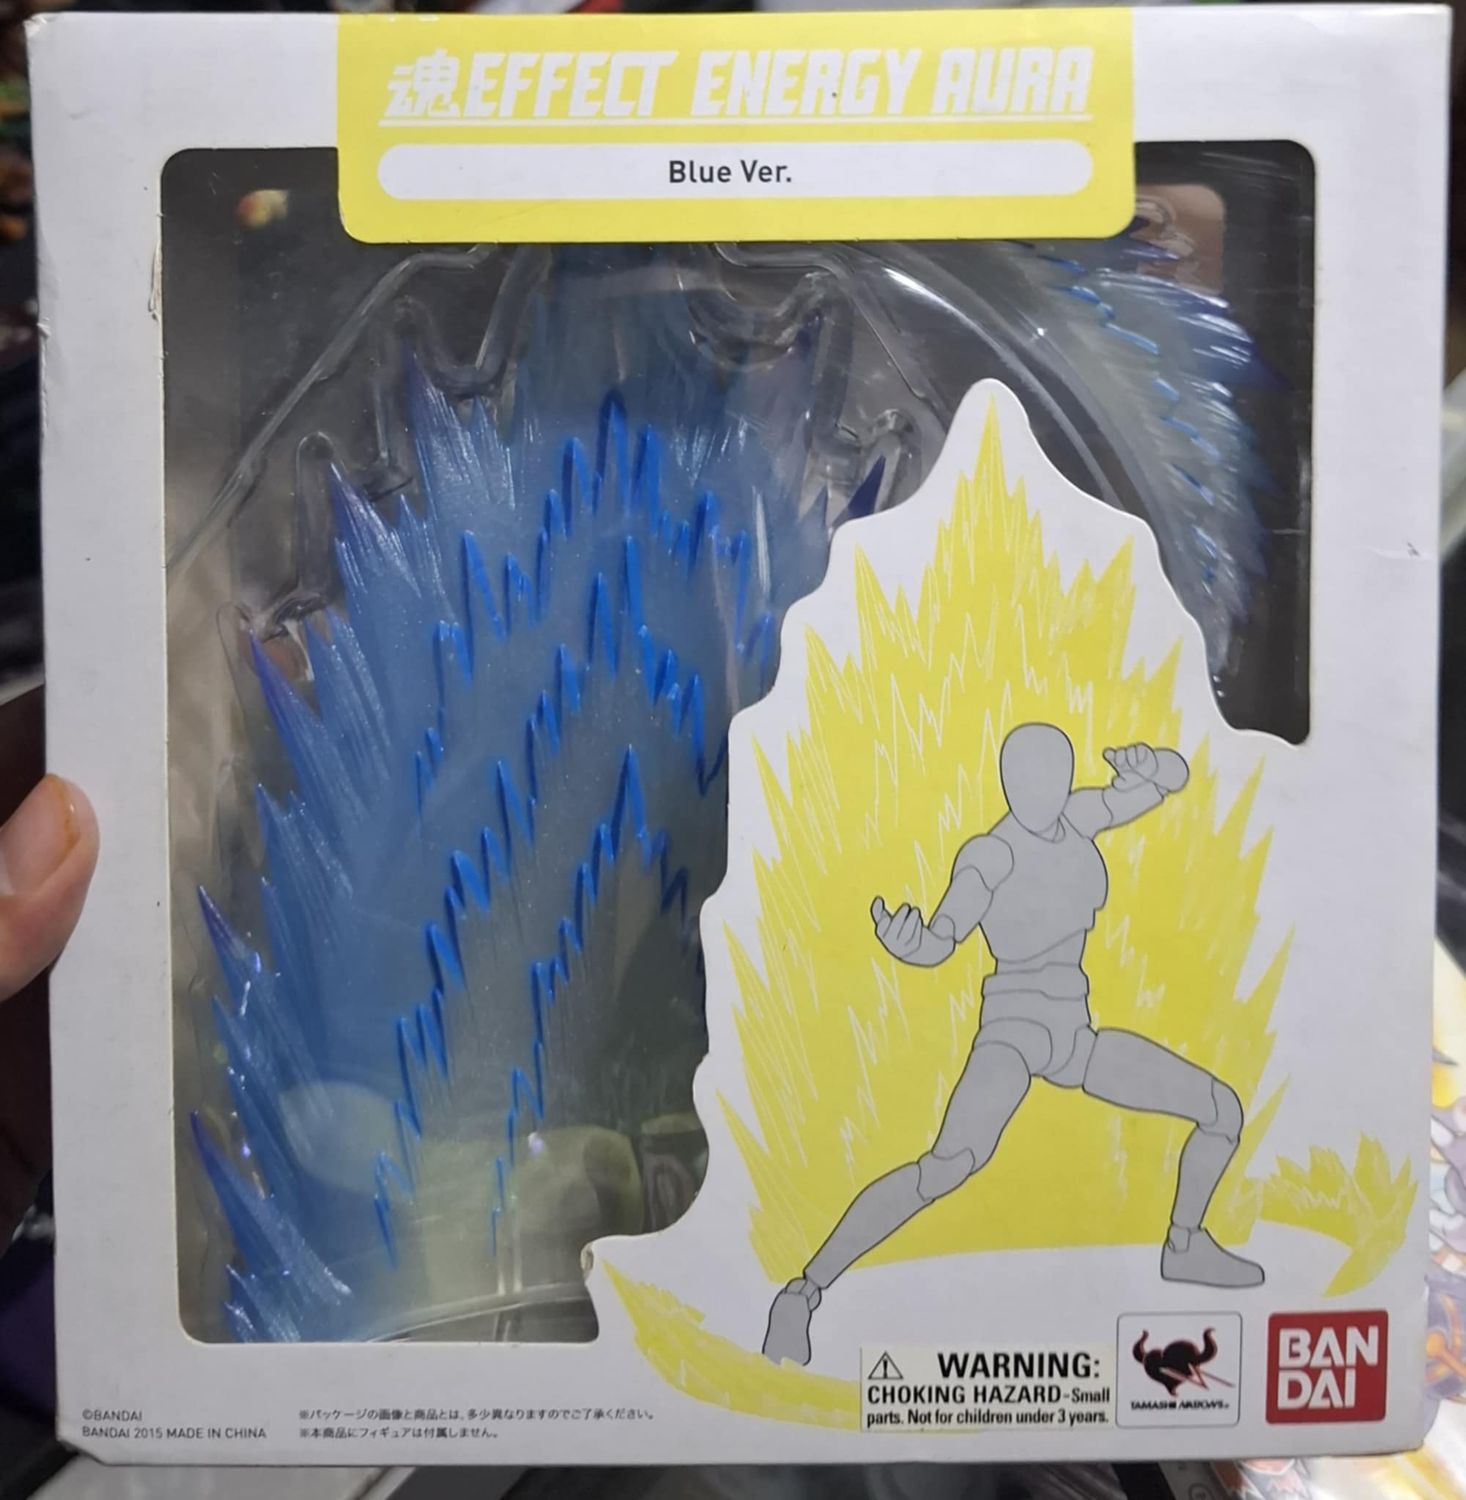 魂EFFECT ENERGY AURA
Blue Ver.
⚠ WARNING:
CHOKING HAZARD-Small
parts. Not for children under 3 years.
TAMASHII NATIONS
BAN
DAI
©BANDAI
BANDAI 2015 MADE IN CHINA
※パッケージの画像と商品とは、多少異なりますのでご了承ください。
※本商品にフィギュアは付属しません。